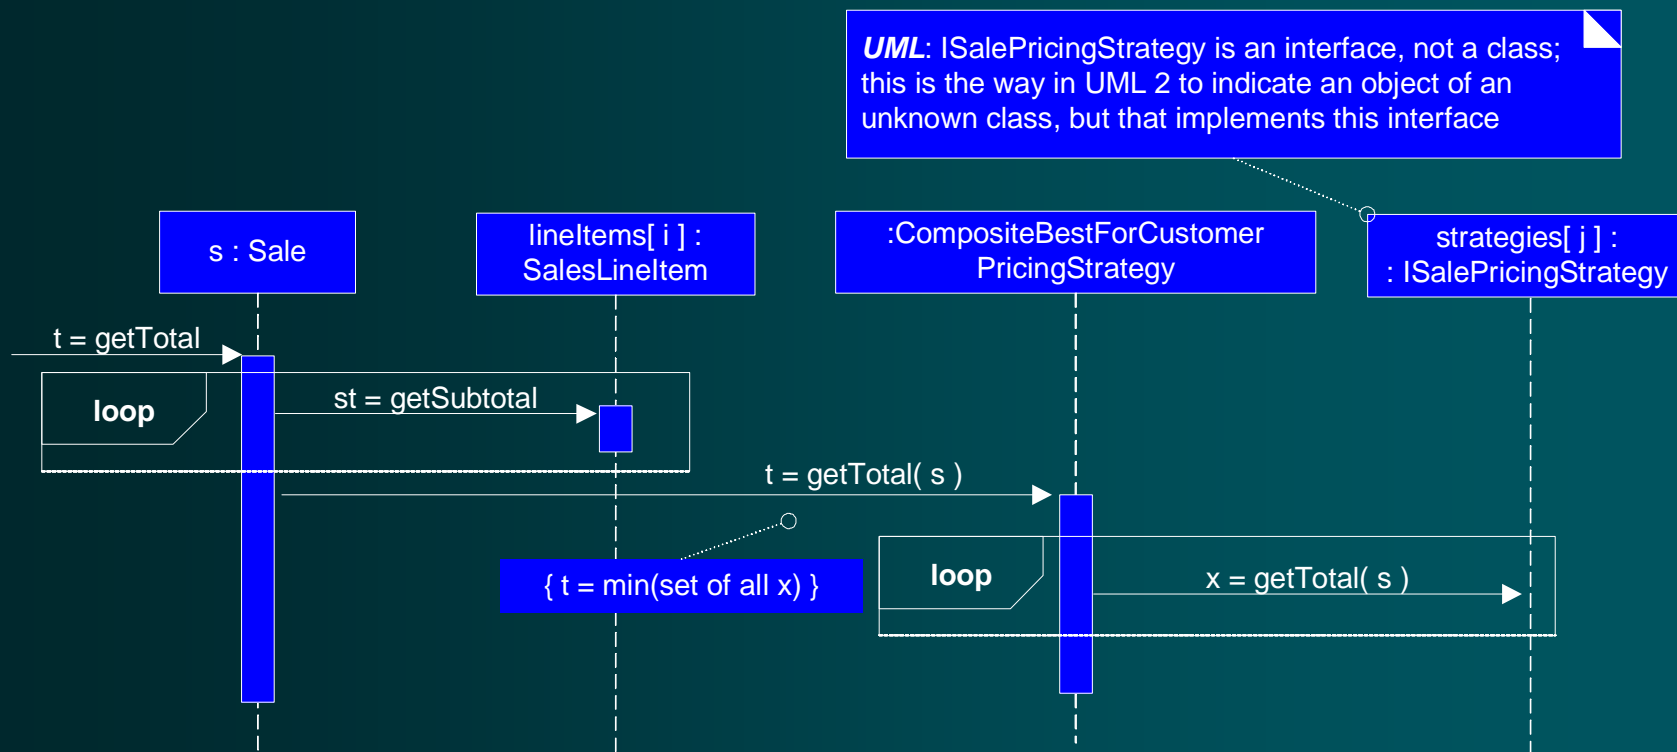 UML: ISalePricingStrategy is an interface, not a class;
this is the way in UML 2 to indicate an object of an
unknown class, but that implements this interface
s : Sale
lineItems[ i ] :
SalesLineItem
:CompositeBestForCustomer
PricingStrategy
strategies[ j ] :
: ISalePricingStrategy
t = getTotal
loop
st = getSubtotal
t = getTotal( s )
{ t = min(set of all x) }
loop
x = getTotal( s )